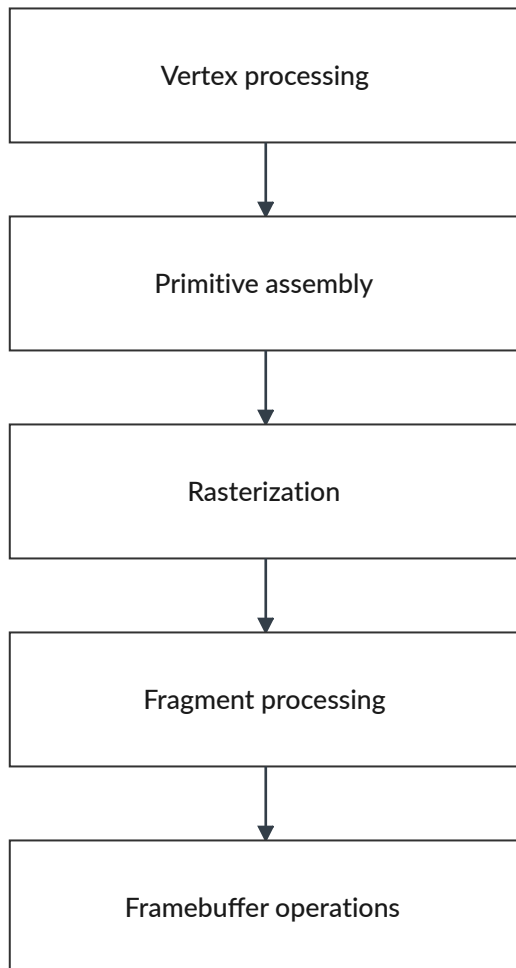 Vertex processing
Primitive assembly
Rasterization
Fragment processing
Framebuffer operations